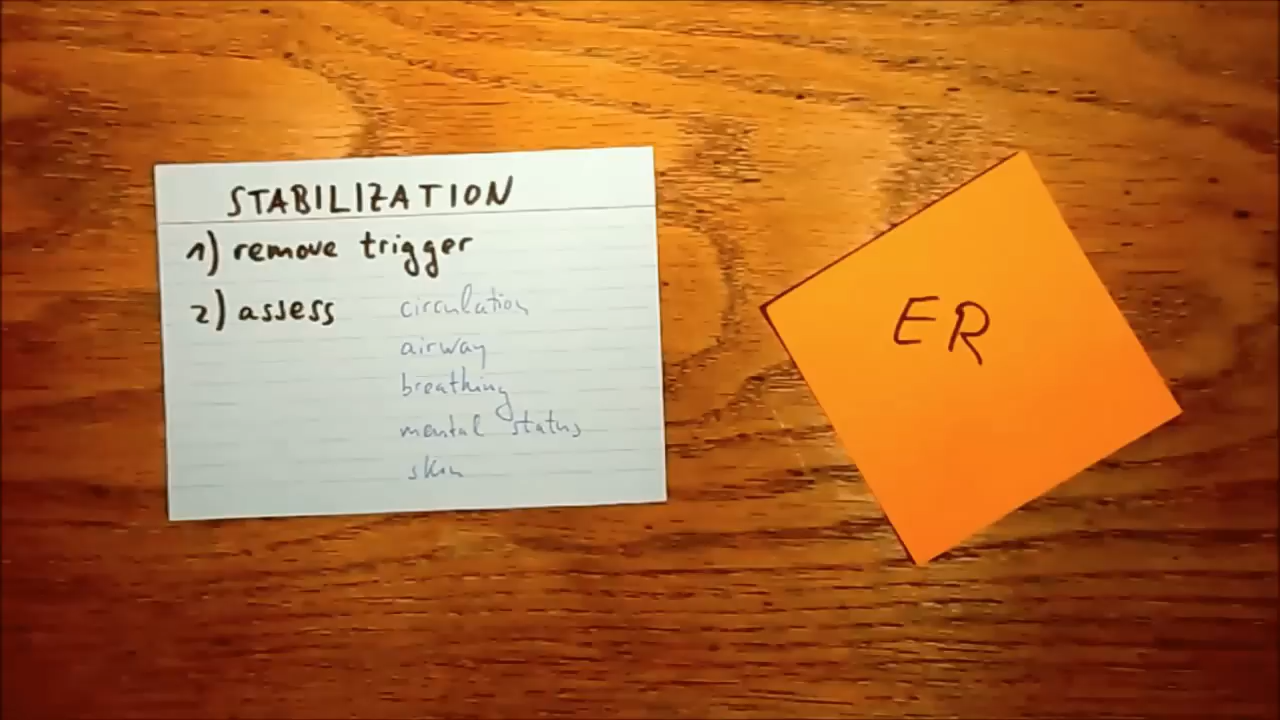 STABILIZATION
1) remove trigger
2) assess circulation
airway
breathing
mental status
skin
ER